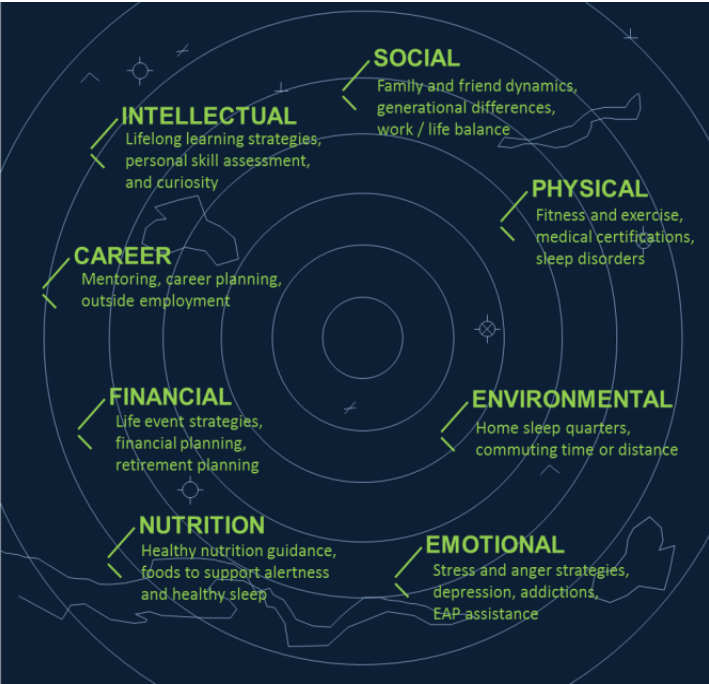 SOCIAL
Family and friend dynamics,
generational differences,
work / life balance
INTELLECTUAL
Lifelong learning strategies,
personal skill assessment,
and curiosity
PHYSICAL
Fitness and exercise,
medical certifications,
sleep disorders
CAREER
Mentoring, career planning,
outside employment
FINANCIAL
Life event strategies,
financial planning,
retirement planning
ENVIRONMENTAL
Home sleep quarters,
commuting time or distance
NUTRITION
Healthy nutrition guidance,
foods to support alertness
and healthy sleep
EMOTIONAL
Stress and anger strategies,
depression, addictions,
EAP assistance